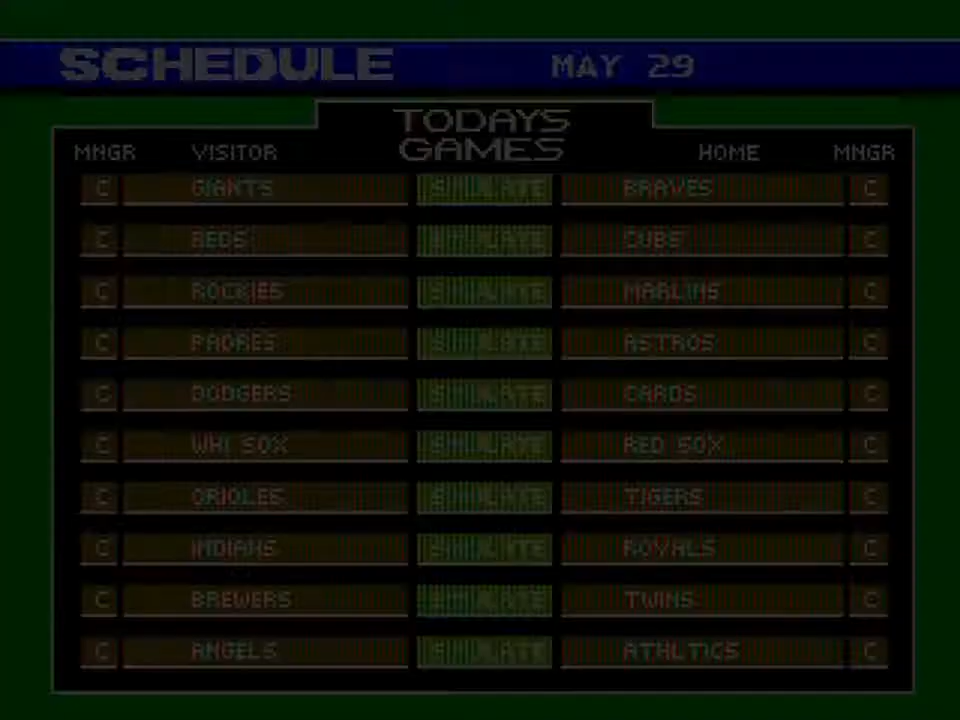 SCHEDULE MAY 29
TODAYS
GAMES
MNGR VISITOR HOME MNGR
C GIANTS SIMULATE BRAVES C
C REDS SIMULATE CUBS C
C ROCKIES SIMULATE MARLINS C
C PADRES SIMULATE ASTROS C
C DODGERS SIMULATE CARDS C
C WHI SOX SIMULATE RED SOX C
C ORIOLES SIMULATE TIGERS C
C INDIANS SIMULATE ROYALS C
C BREWERS SIMULATE TWINS C
C ANGELS SIMULATE ATHLTICS C